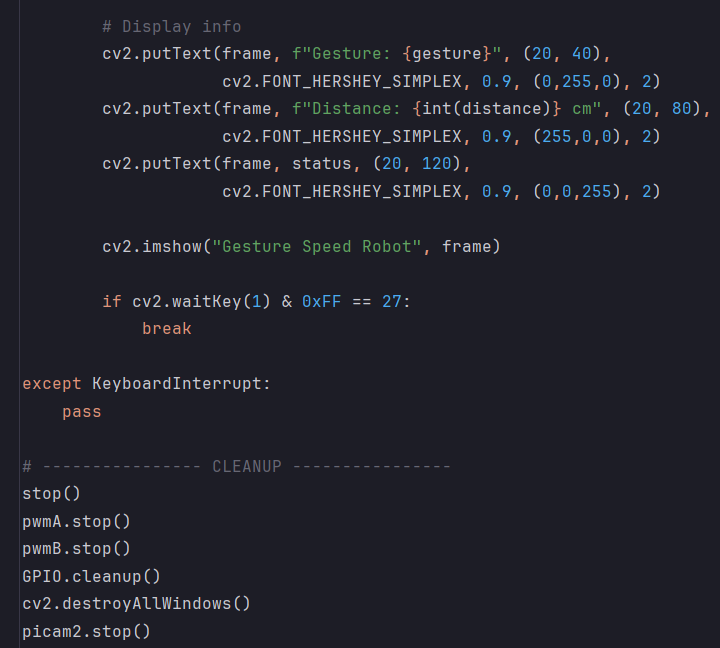 # Display info
cv2.putText(frame, f"Gesture: {gesture}", (20, 40),
cv2.FONT_HERSHEY_SIMPLEX, 0.9, (0,255,0), 2)
cv2.putText(frame, f"Distance: {int(distance)} cm", (20, 80),
cv2.FONT_HERSHEY_SIMPLEX, 0.9, (255,0,0), 2)
cv2.putText(frame, status, (20, 120),
cv2.FONT_HERSHEY_SIMPLEX, 0.9, (0,0,255), 2)
cv2.imshow("Gesture Speed Robot", frame)
if cv2.waitKey(1) & 0xFF == 27:
break
except KeyboardInterrupt:
pass
# ---------------- CLEANUP ----------------
stop()
pwmA.stop()
pwmB.stop()
GPIO.cleanup()
cv2.destroyAllWindows()
picam2.stop()